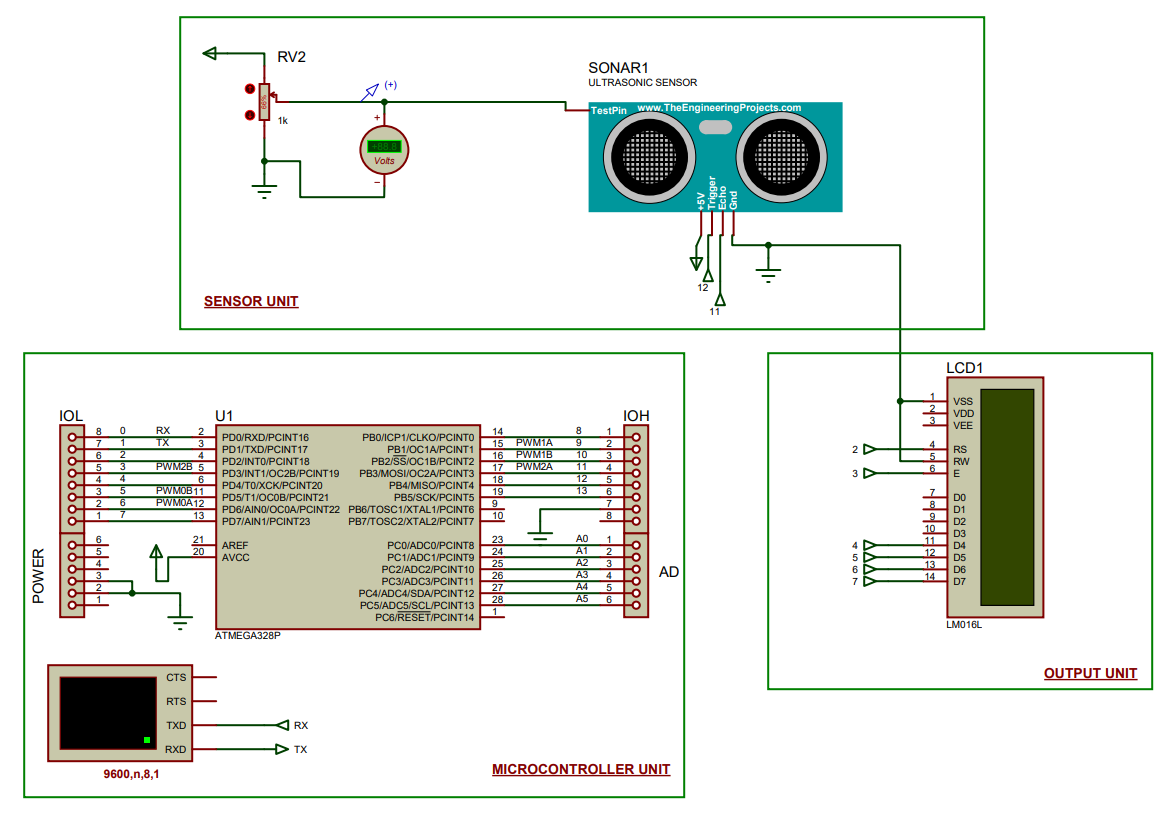 RV2
(+)
66%
1k
+
Volts
−
SONAR1
ULTRASONIC SENSOR
TestPin www.TheEngineeringProjects.com
+5V
Trigger
Echo
Gnd
12
11
SENSOR UNIT
IOL
U1
IOH
8 0 RX 2 PD0/RXD/PCINT16 PB0/ICP1/CLKO/PCINT0 14 8 1
7 1 TX 3 PD1/TXD/PCINT17 PB1/OC1A/PCINT1 15 PWM1A 9 2
6 2 4 PD2/INT0/PCINT18 PB2/SS/OC1B/PCINT2 16 PWM1B 10 3
5 3 PWM2B 5 PD3/INT1/OC2B/PCINT19 PB3/MOSI/OC2A/PCINT3 17 PWM2A 11 4
4 4 6 PD4/T0/XCK/PCINT20 PB4/MISO/PCINT4 18 12 5
3 5 PWM0B 11 PD5/T1/OC0B/PCINT21 PB5/SCK/PCINT5 19 13 6
2 6 PWM0A 12 PD6/AIN0/OC0A/PCINT22 PB6/TOSC1/XTAL1/PCINT6 9 7
1 7 13 PD7/AIN1/PCINT23 PB7/TOSC2/XTAL2/PCINT7 10 8
6 21 AREF PC0/ADC0/PCINT8 23 A0 1
5 20 AVCC PC1/ADC1/PCINT9 24 A1 2
4 PC2/ADC2/PCINT10 25 A2 3
3 PC3/ADC3/PCINT11 26 A3 4
2 PC4/ADC4/SDA/PCINT12 27 A4 5
1 PC5/ADC5/SCL/PCINT13 28 A5 6
PC6/RESET/PCINT14 1
POWER
AD
ATMEGA328P
CTS
RTS
TXD RX
RXD TX
9600,n,8,1
MICROCONTROLLER UNIT
LCD1
1 VSS
2 VDD
3 VEE
2 4 RS
5 RW
3 6 E
7 D0
8 D1
9 D2
10 D3
4 11 D4
5 12 D5
6 13 D6
7 14 D7
LM016L
OUTPUT UNIT